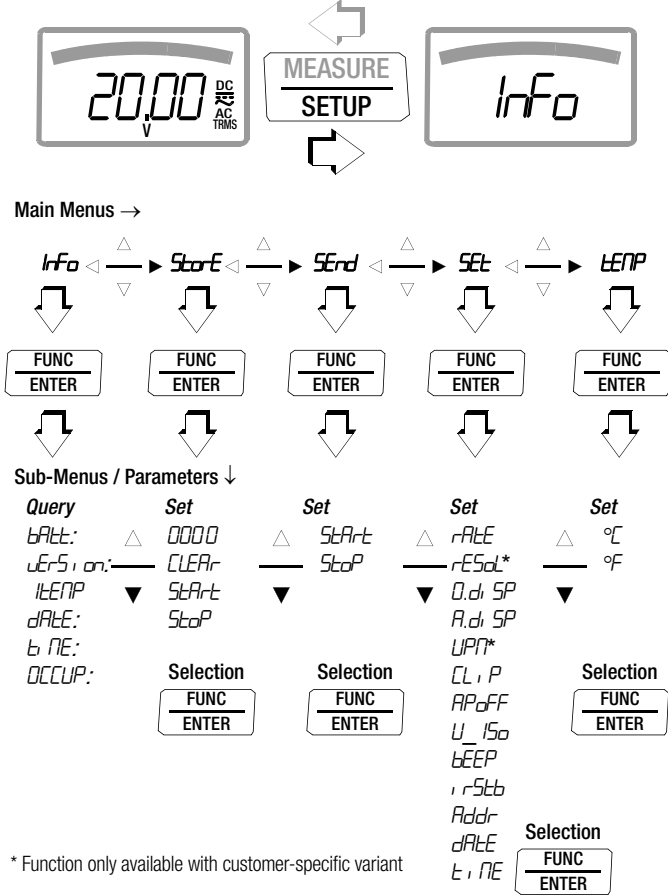 20.00 DC AC TRMS
V
MEASURE
SETUP
InFo
Main Menus →
InFo StorE SEnd SEt tEMP
FUNC FUNC FUNC FUNC FUNC
ENTER ENTER ENTER ENTER ENTER
Sub-Menus / Parameters ↓
Query Set Set Set Set
bAtt: 0000 StArt rAtE °C
vErSion: CLEAr StoP rESoL* °F
ItEMP StArt 0.diSP
dAtE: StoP A.diSP
tiME: UPM*
OCCUP: CLiP
Selection Selection Selection
FUNC FUNC APoFF FUNC
ENTER ENTER U_ISo ENTER
bEEP
irStb
Addr
dAtE
tiME
Selection
FUNC
ENTER
* Function only available with customer-specific variant